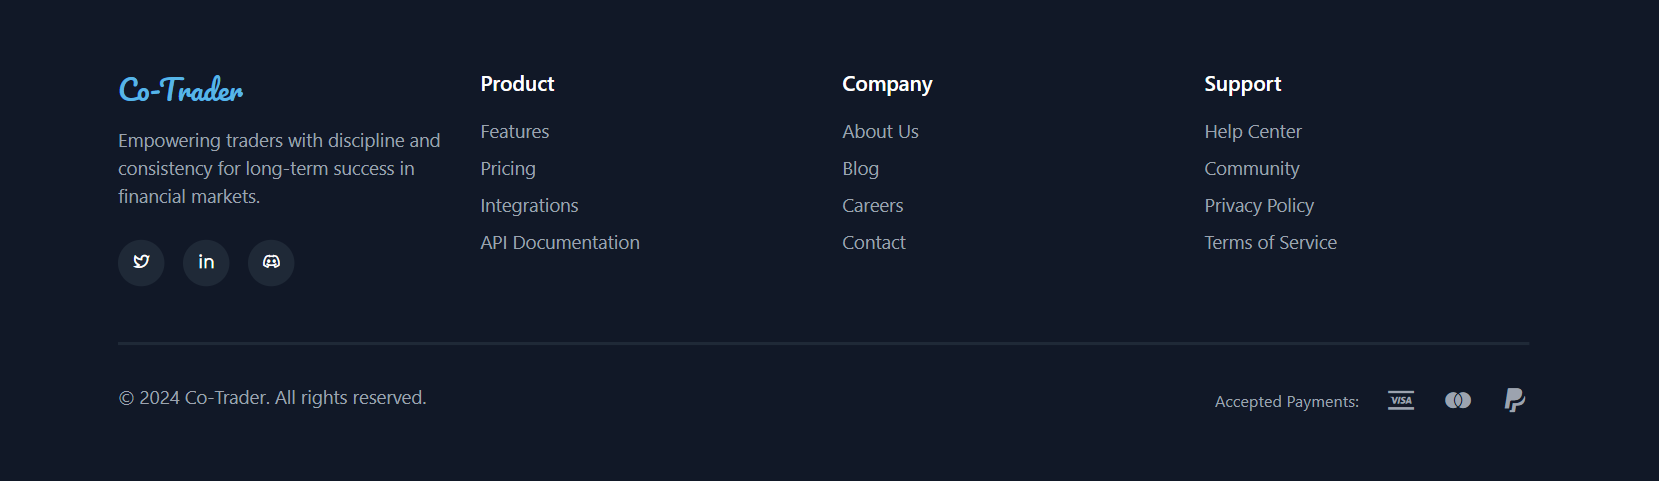 Co-Trader
Empowering traders with discipline and
consistency for long-term success in
financial markets.
in
Product
Features
Pricing
Integrations
API Documentation
Company
About Us
Blog
Careers
Contact
Support
Help Center
Community
Privacy Policy
Terms of Service
© 2024 Co-Trader. All rights reserved.
Accepted Payments: VISA